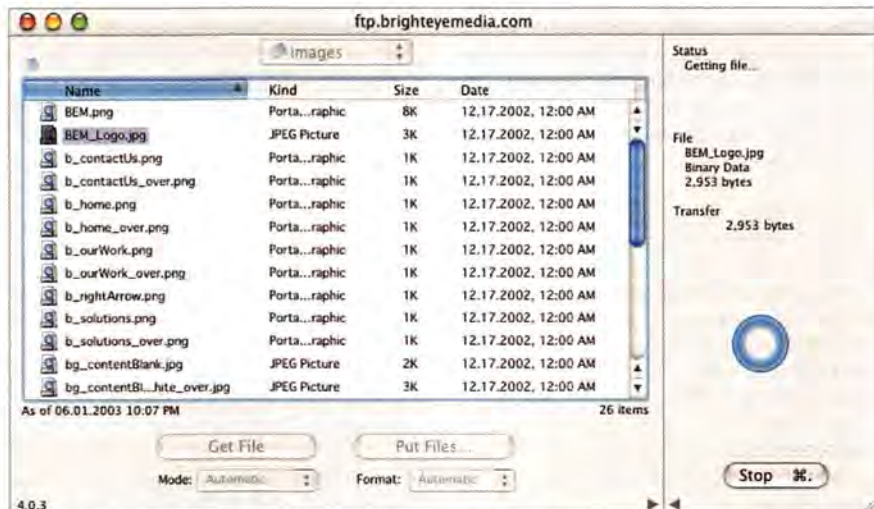 ftp.brighteyemedia.com
images
Name Kind Size Date
BEM.png Porta...raphic 8K 12.17.2002, 12:00 AM
BEM_Logo.jpg JPEG Picture 3K 12.17.2002, 12:00 AM
b_contactUs.png Porta...raphic 1K 12.17.2002, 12:00 AM
b_contactUs_over.png Porta...raphic 1K 12.17.2002, 12:00 AM
b_home.png Porta...raphic 1K 12.17.2002, 12:00 AM
b_home_over.png Porta...raphic 1K 12.17.2002, 12:00 AM
b_ourWork.png Porta...raphic 1K 12.17.2002, 12:00 AM
b_ourWork_over.png Porta...raphic 1K 12.17.2002, 12:00 AM
b_rightArrow.png Porta...raphic 1K 12.17.2002, 12:00 AM
b_solutions.png Porta...raphic 1K 12.17.2002, 12:00 AM
b_solutions_over.png Porta...raphic 1K 12.17.2002, 12:00 AM
bg_contentBlank.jpg JPEG Picture 2K 12.17.2002, 12:00 AM
bg_contentBl...hite_over.jpg JPEG Picture 3K 12.17.2002, 12:00 AM
As of 06.01.2003 10:07 PM 26 items
Get File Put Files...
Mode: Automatic Format: Automatic
4.0.3
Status
Getting file...
File
BEM_Logo.jpg
Binary Data
2,953 bytes
Transfer
2,953 bytes
Stop ⌘.